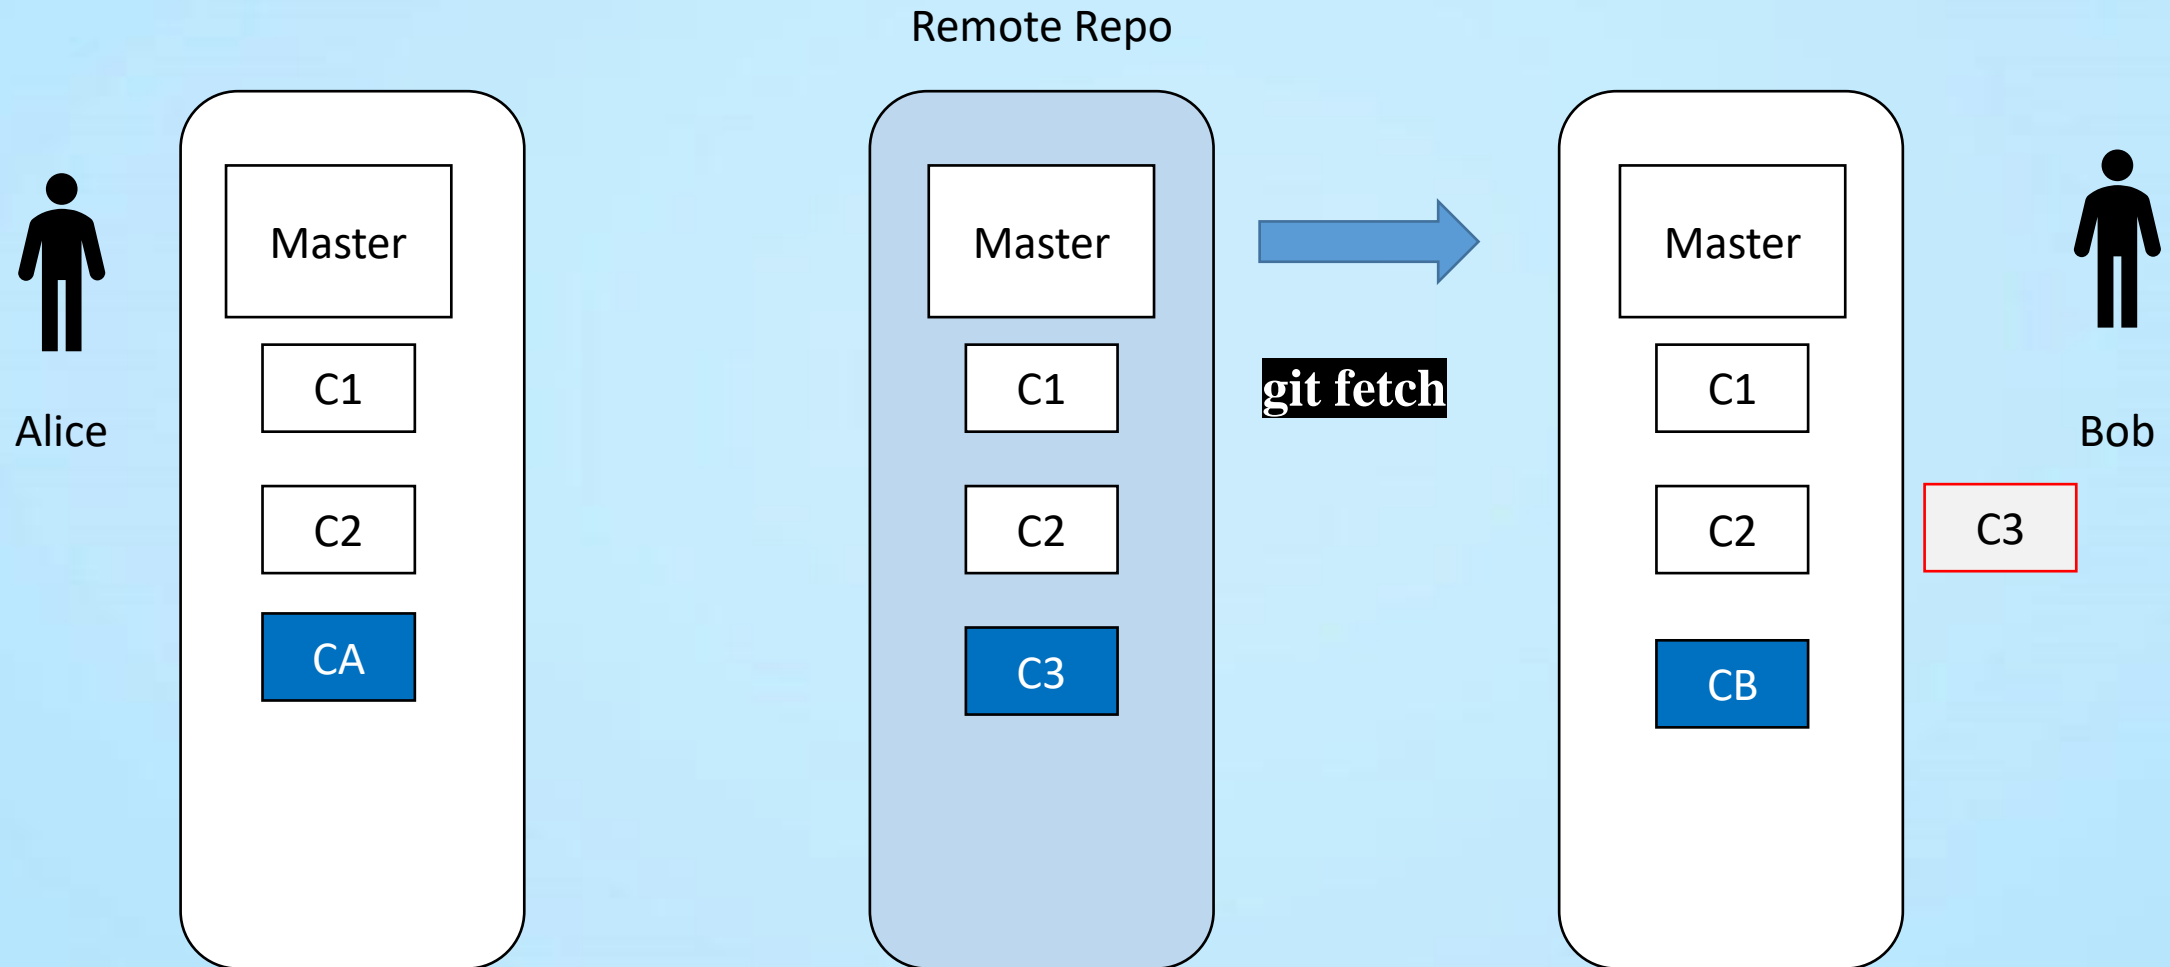 Remote Repo
Master
Master
Master
C1
C1
git fetch
C1
Alice
Bob
C2
C2
C2
C3
CA
C3
CB